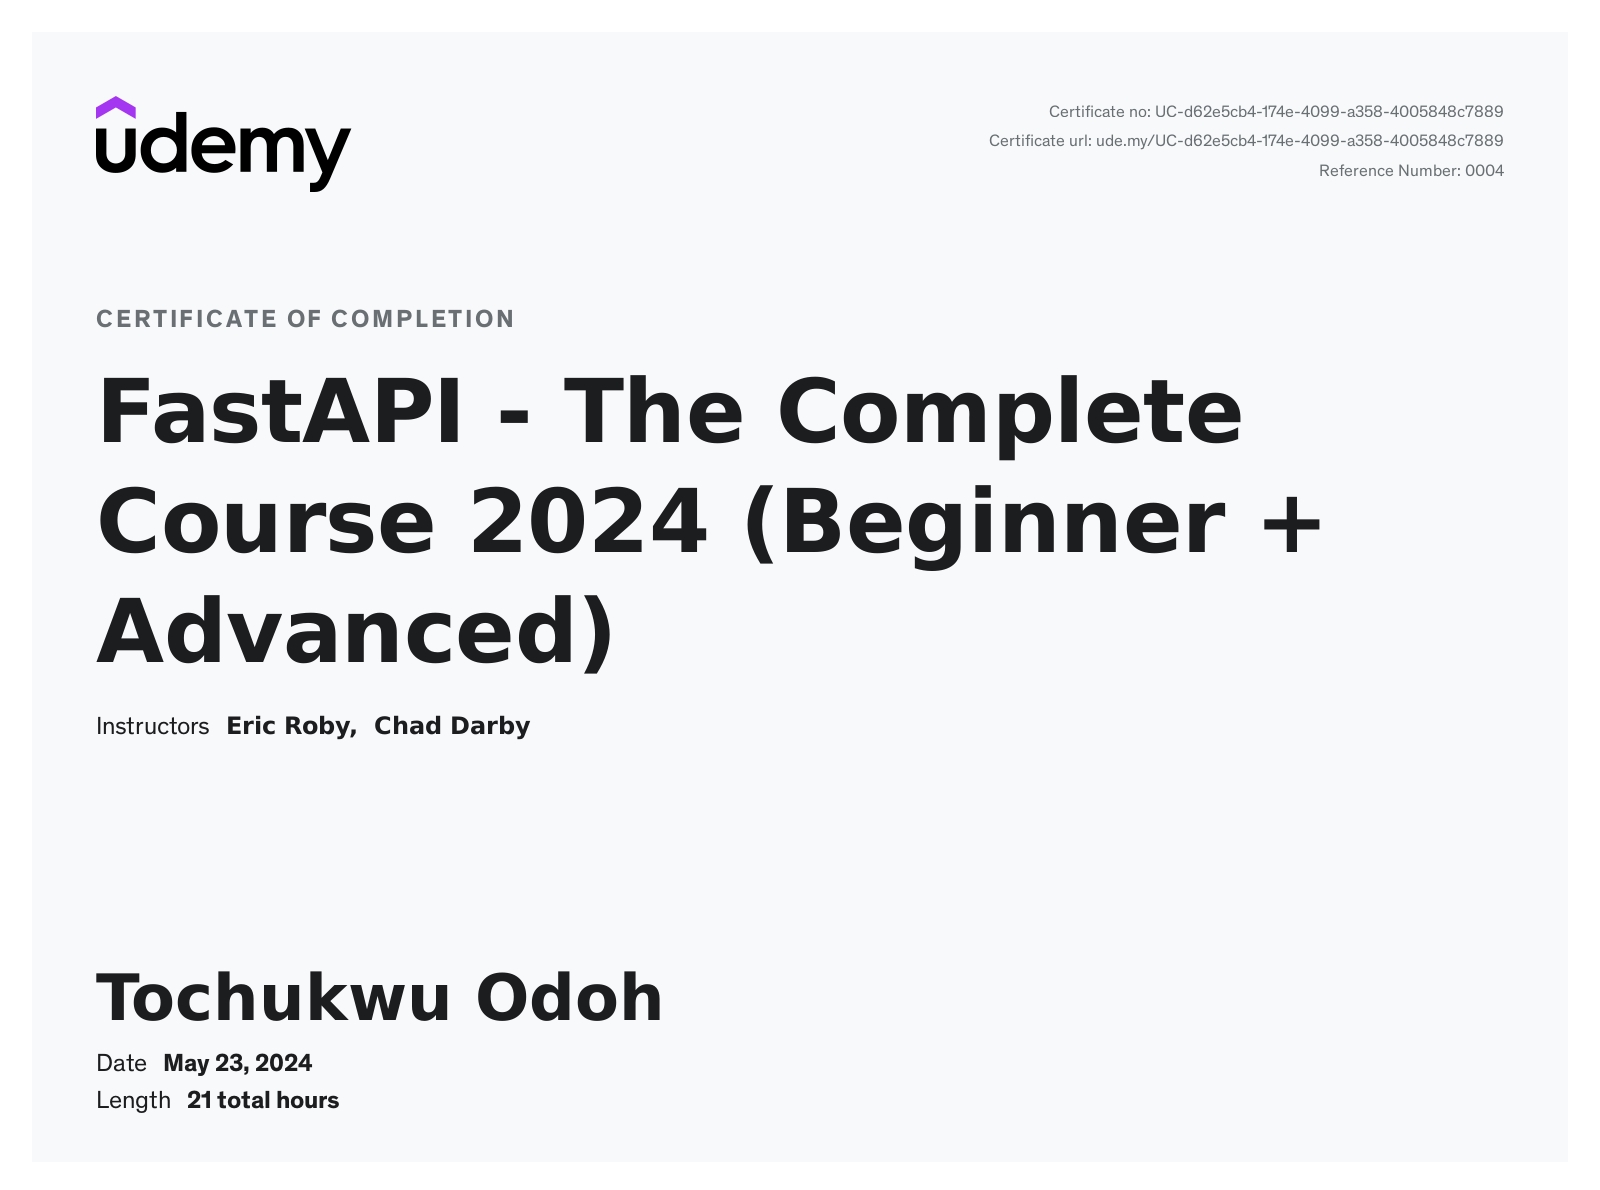 udemy
Certificate no: UC-d62e5cb4-174e-4099-a358-4005848c7889
Certificate url: ude.my/UC-d62e5cb4-174e-4099-a358-4005848c7889
Reference Number: 0004
CERTIFICATE OF COMPLETION
FastAPI - The Complete
Course 2024 (Beginner +
Advanced)
Instructors Eric Roby, Chad Darby
Tochukwu Odoh
Date May 23, 2024
Length 21 total hours